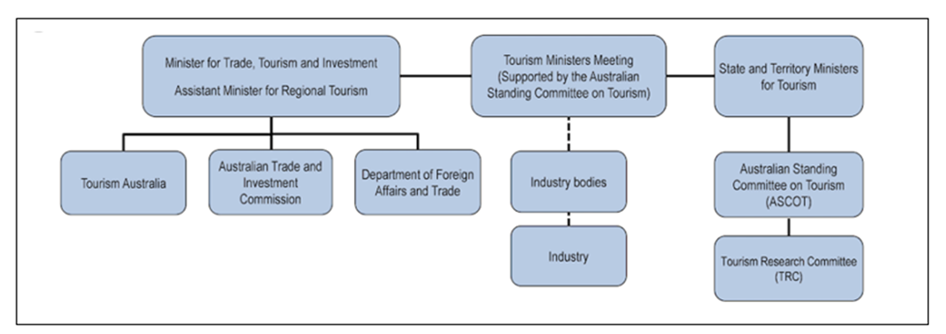 Minister for Trade, Tourism and Investment
Assistant Minister for Regional Tourism
Tourism Ministers Meeting
(Supported by the Australian
Standing Committee on Tourism)
State and Territory Ministers
for Tourism
Tourism Australia
Australian Trade and
Investment
Commission
Department of Foreign
Affairs and Trade
Industry bodies
Australian Standing
Committee on Tourism
(ASCOT)
Industry
Tourism Research Committee
(TRC)